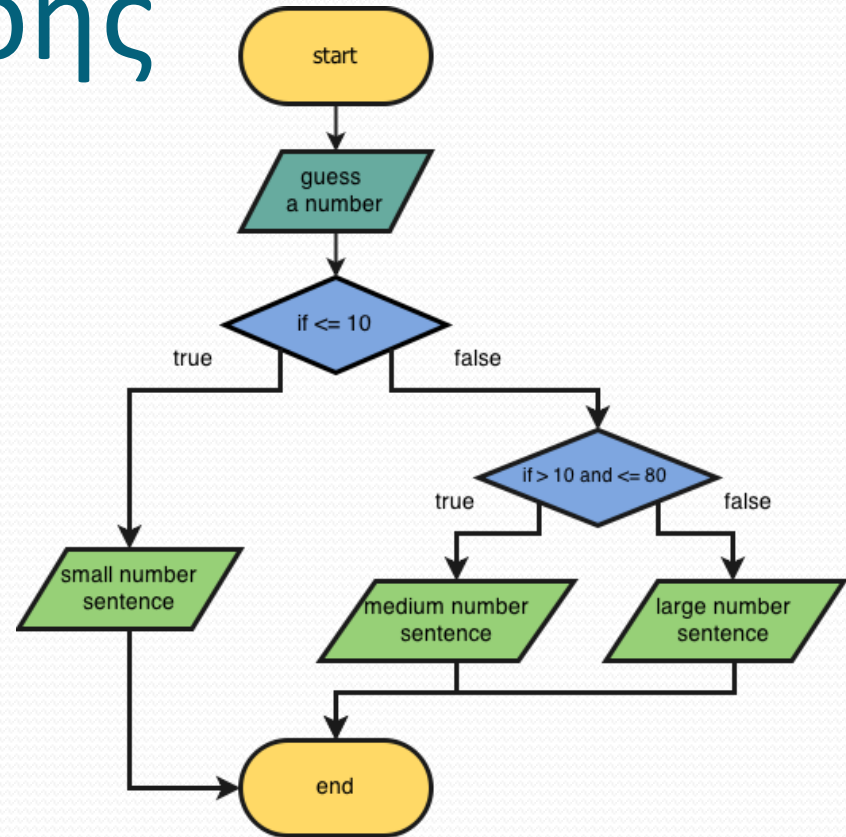 start
guess
a number
if <= 10
true
false
if > 10 and <= 80
true
false
small number
sentence
medium number
sentence
large number
sentence
end